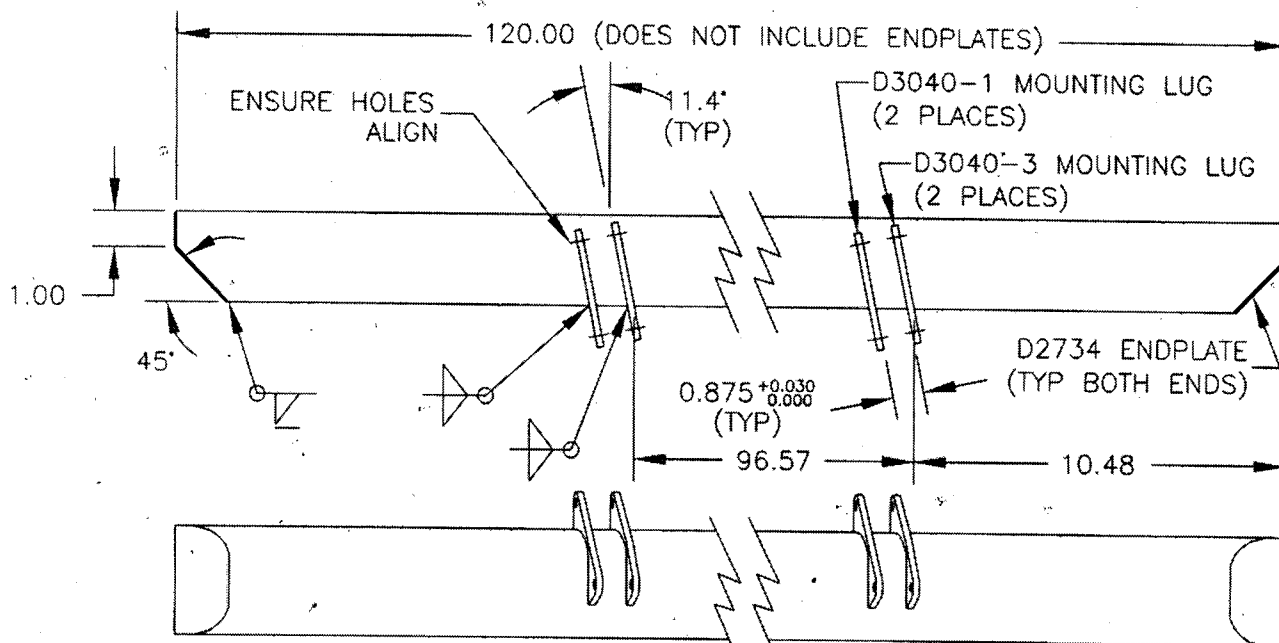 120.00 (DOES NOT INCLUDE ENDPLATES)
ENSURE HOLES
ALIGN
11.4°
(TYP)
D3040-1 MOUNTING LUG
(2 PLACES)
D3040-3 MOUNTING LUG
(2 PLACES)
1.00
45°
D2734 ENDPLATE
(TYP BOTH ENDS)
0.875 +0.030
0.000
(TYP)
96.57
10.48